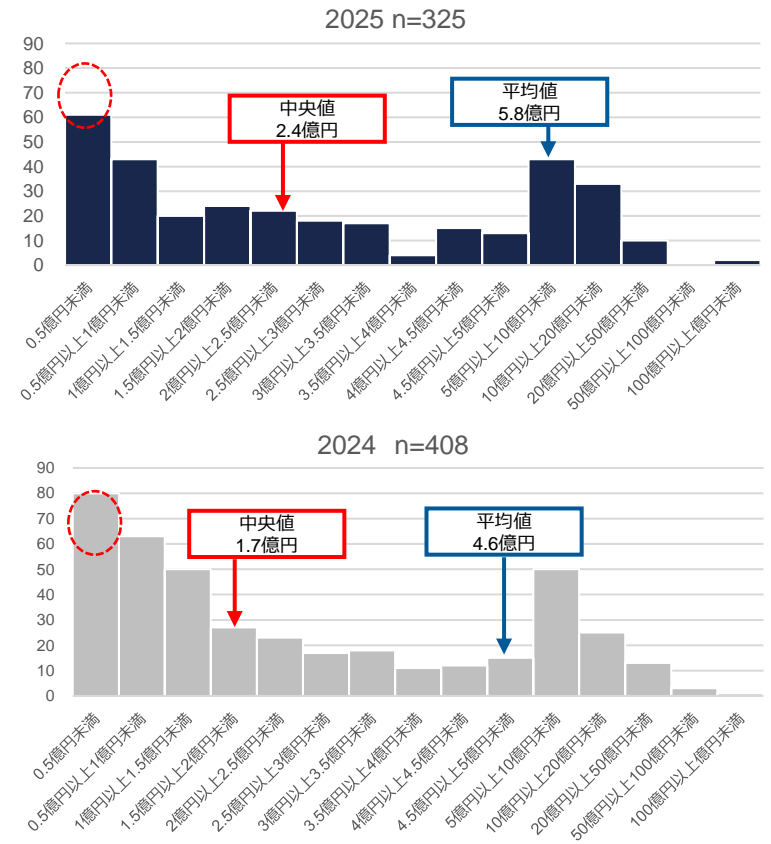 2025 n=325
90
80
70
60
50
40
30
20
10
0
中央値
2.4億円
平均値
5.8億円
0.5億円未満
0.5億円以上1億円未満
1億円以上1.5億円未満
1.5億円以上2億円未満
2億円以上2.5億円未満
2.5億円以上3億円未満
3億円以上3.5億円未満
3.5億円以上4億円未満
4億円以上4.5億円未満
4.5億円以上5億円未満
5億円以上10億円未満
10億円以上20億円未満
20億円以上50億円未満
50億円以上100億円未満
100億円以上億円未満
2024 n=408
90
80
70
60
50
40
30
20
10
0
中央値
1.7億円
平均値
4.6億円
0.5億円未満
0.5億円以上1億円未満
1億円以上1.5億円未満
1.5億円以上2億円未満
2億円以上2.5億円未満
2.5億円以上3億円未満
3億円以上3.5億円未満
3.5億円以上4億円未満
4億円以上4.5億円未満
4.5億円以上5億円未満
5億円以上10億円未満
10億円以上20億円未満
20億円以上50億円未満
50億円以上100億円未満
100億円以上億円未満